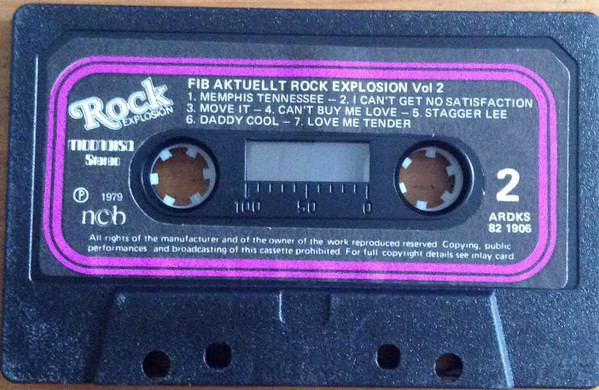 Rock
EXPLOSION
FIB AKTUELLT ROCK EXPLOSION Vol 2
1. MEMPHIS TENNESSEE – 2. I CAN'T GET NO SATISFACTION
3. MOVE IT – 4. CAN'T BUY ME LOVE – 5. STAGGER LEE
6. DADDY COOL – 7. LOVE ME TENDER
Stereo
100 50 0
2
℗ 1979
ncb
ARDKS
82 1906
All rights of the manufacturer and of the owner of the work reproduced reserved. Copying, public
performances and broadcasting of this cassette prohibited. For full copyright details see inlay card.